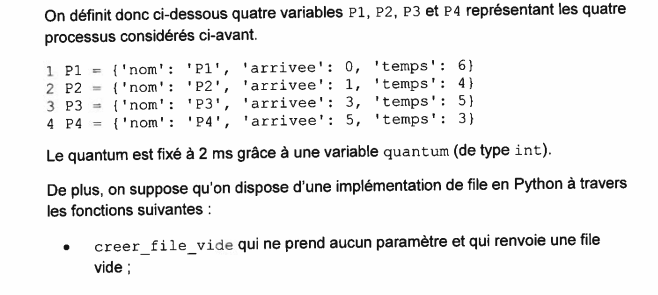 On définit donc ci-dessous quatre variables P1, P2, P3 et P4 représentant les quatre
processus considérés ci-avant.
1 P1 = {'nom': 'P1', 'arrivee': 0, 'temps': 6}
2 P2 = {'nom': 'P2', 'arrivee': 1, 'temps': 4}
3 P3 = {'nom': 'P3', 'arrivee': 3, 'temps': 5}
4 P4 = {'nom': 'P4', 'arrivee': 5, 'temps': 3}
Le quantum est fixé à 2 ms grâce à une variable quantum (de type int).
De plus, on suppose qu'on dispose d'une implémentation de file en Python à travers
les fonctions suivantes :
• creer_file_vide qui ne prend aucun paramètre et qui renvoie une file
vide ;